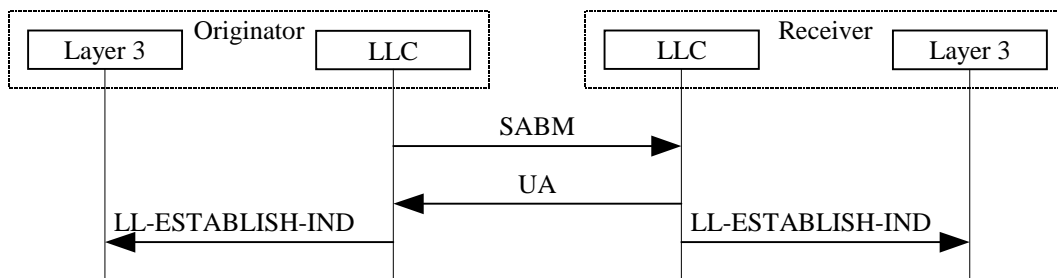 Originator
Receiver
Layer 3
LLC
LLC
Layer 3
SABM
UA
LL-ESTABLISH-IND
LL-ESTABLISH-IND